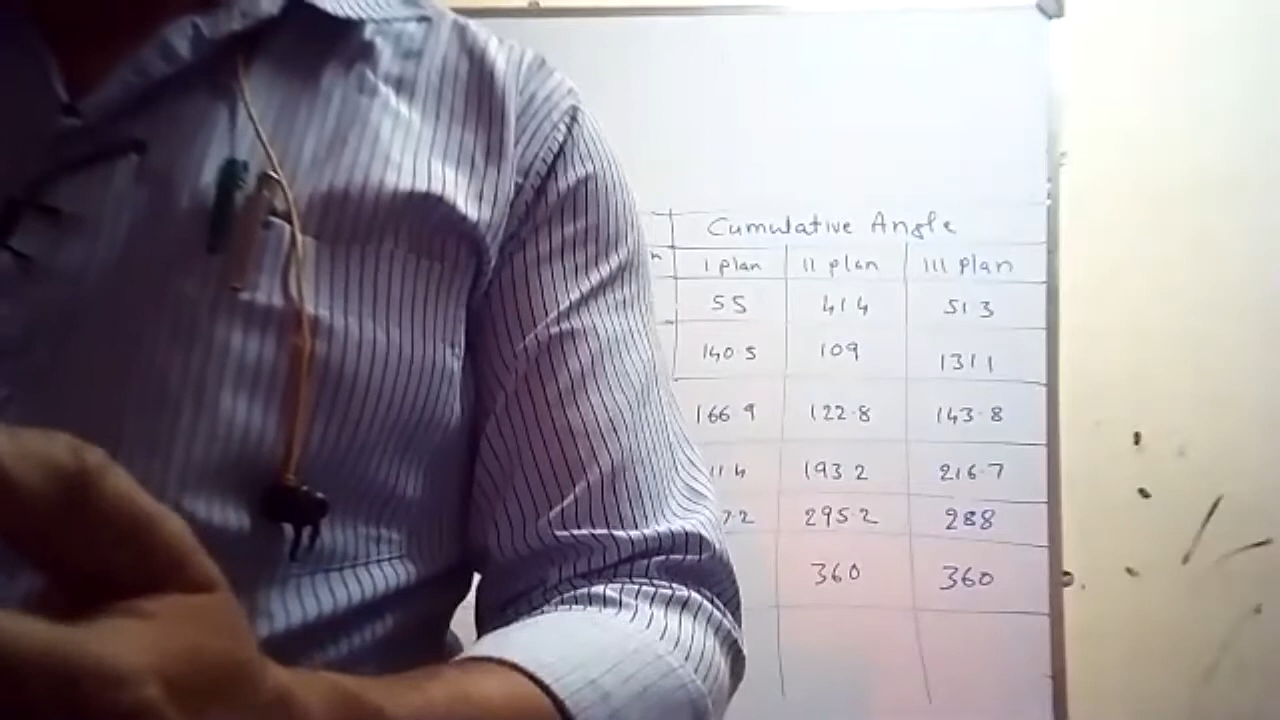 Cumulative Angle
I plan II plan III plan
55 41.4 51.3
140.5 109 131.1
166.9 122.8 143.8
193.2 216.7
295.2 288
360 360